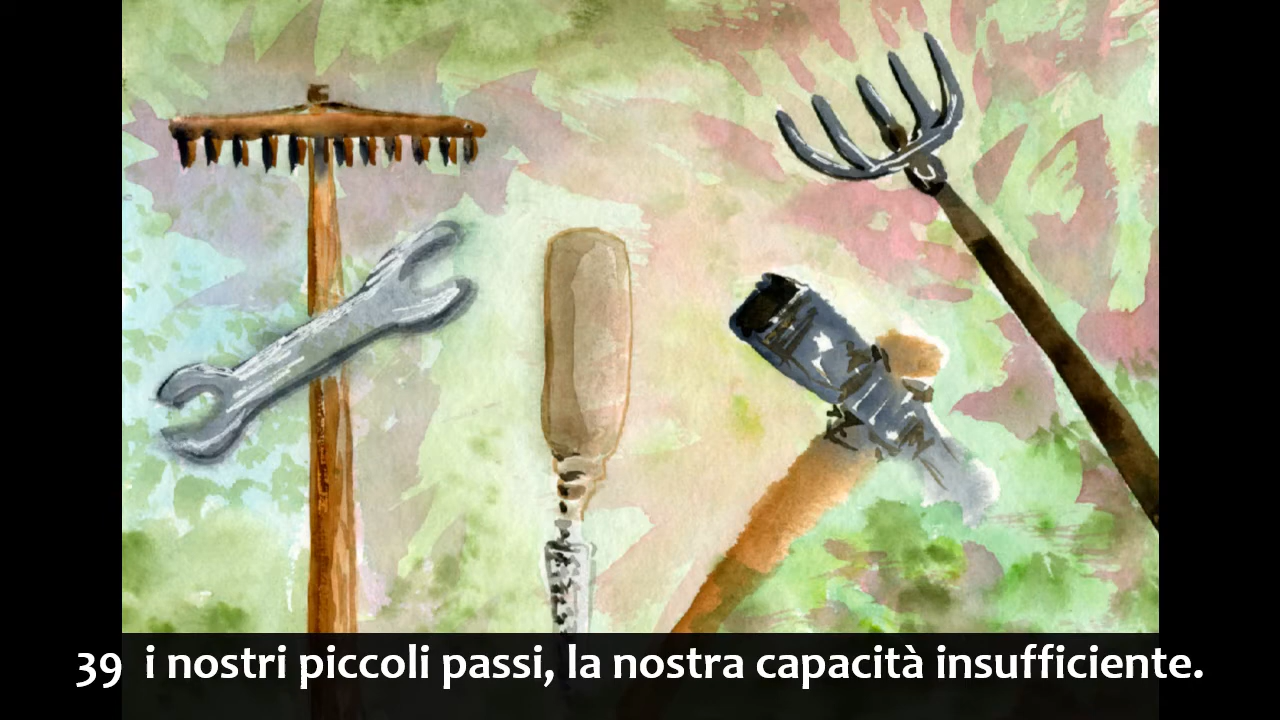 39 i nostri piccoli passi, la nostra capacità insufficiente.